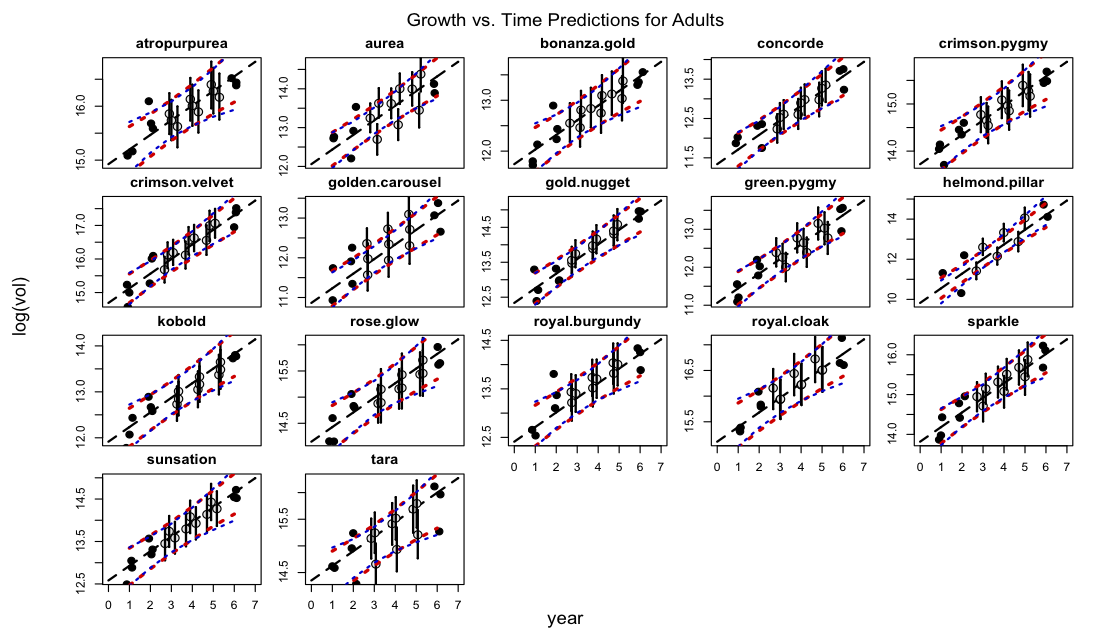 Growth vs. Time Predictions for Adults
atropurpurea aurea bonanza.gold concorde crimson.pygmy
15.0 16.0
12.0 13.0 14.0
12.0 13.0
11.5 12.5 13.5
14.0 15.0
crimson.velvet golden.carousel gold.nugget green.pygmy helmond.pillar
15.0 16.0 17.0
11.0 12.0 13.0
12.5 13.5 14.5
11.0 12.0 13.0
10 12 14
log(vol)
kobold rose.glow royal.burgundy royal.cloak sparkle
12.0 13.0 14.0
14.5 15.5
12.5 13.5 14.5
15.5 16.5
14.0 15.0 16.0
0 1 2 3 4 5 6 7
0 1 2 3 4 5 6 7
0 1 2 3 4 5 6 7
sunsation tara
12.5 13.5 14.5
14.5 15.5
0 1 2 3 4 5 6 7
0 1 2 3 4 5 6 7
year